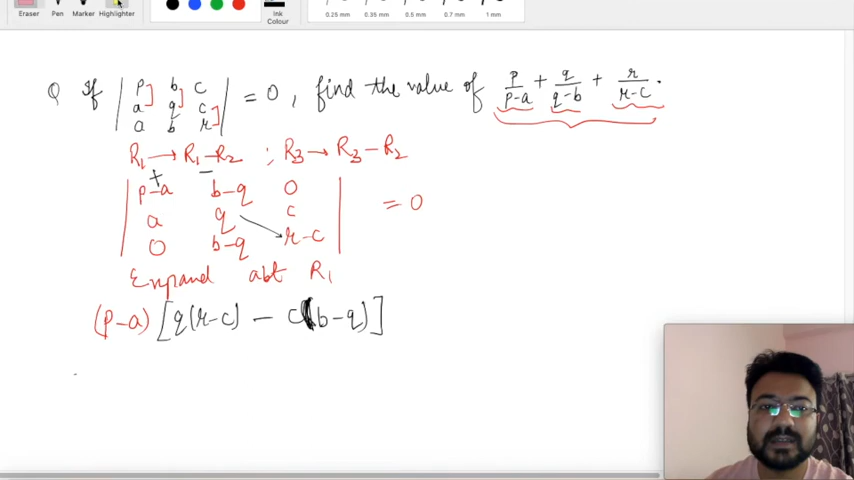 Eraser Pen Marker Highlighter Ink Colour 0.25 mm 0.35 mm 0.5 mm 0.7 mm 1 mm
Q If | p b c | = 0, find the value of p/p-a + q/q-b + r/r-c.
a q c
a b r
R1 → R1-R2 ; R3 → R3-R2
+ -
| p-a b-q 0 | = 0
a q c
0 b-q r-c
Expand abt R1
(p-a) [q(r-c) - c(b-q)]